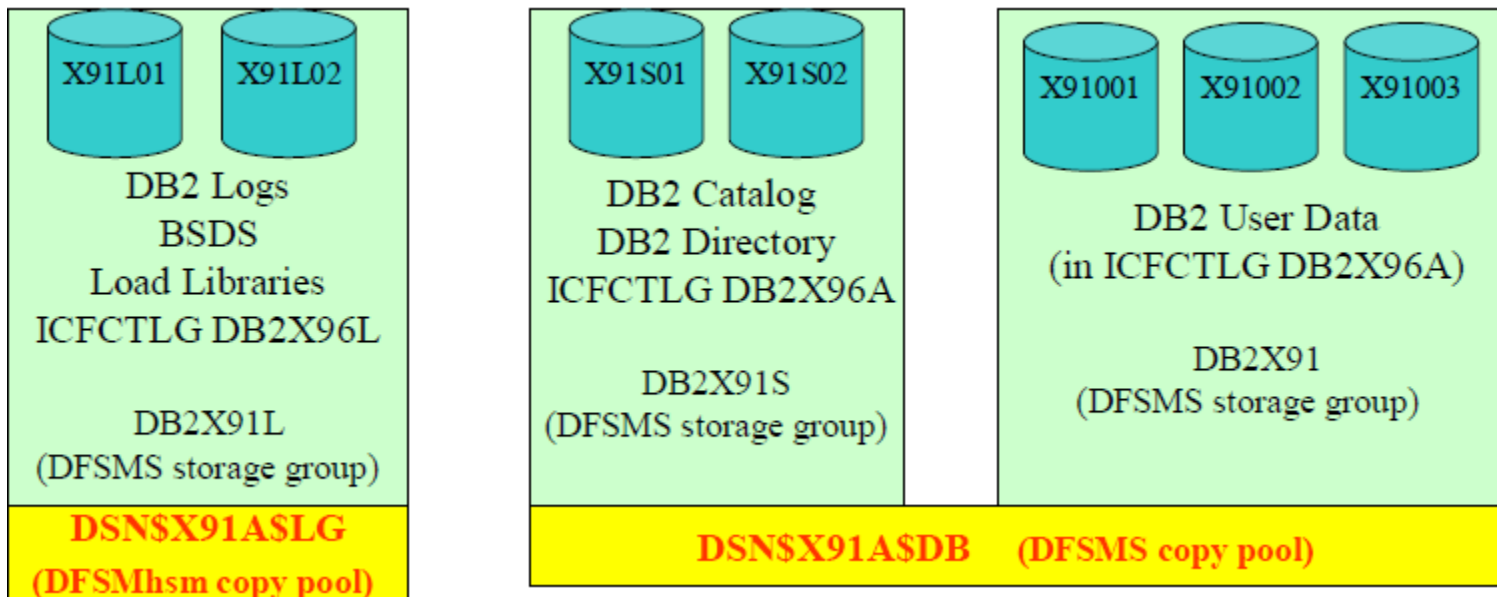 X91L01
X91L02
DB2 Logs
BSDS
Load Libraries
ICFCTLG DB2X96L
DB2X91L
(DFSMS storage group)
DSN$X91A$LG
(DFSMhsm copy pool)
X91S01
X91S02
DB2 Catalog
DB2 Directory
ICFCTLG DB2X96A
DB2X91S
(DFSMS storage group)
X91001
X91002
X91003
DB2 User Data
(in ICFCTLG DB2X96A)
DB2X91
(DFSMS storage group)
DSN$X91A$DB (DFSMS copy pool)